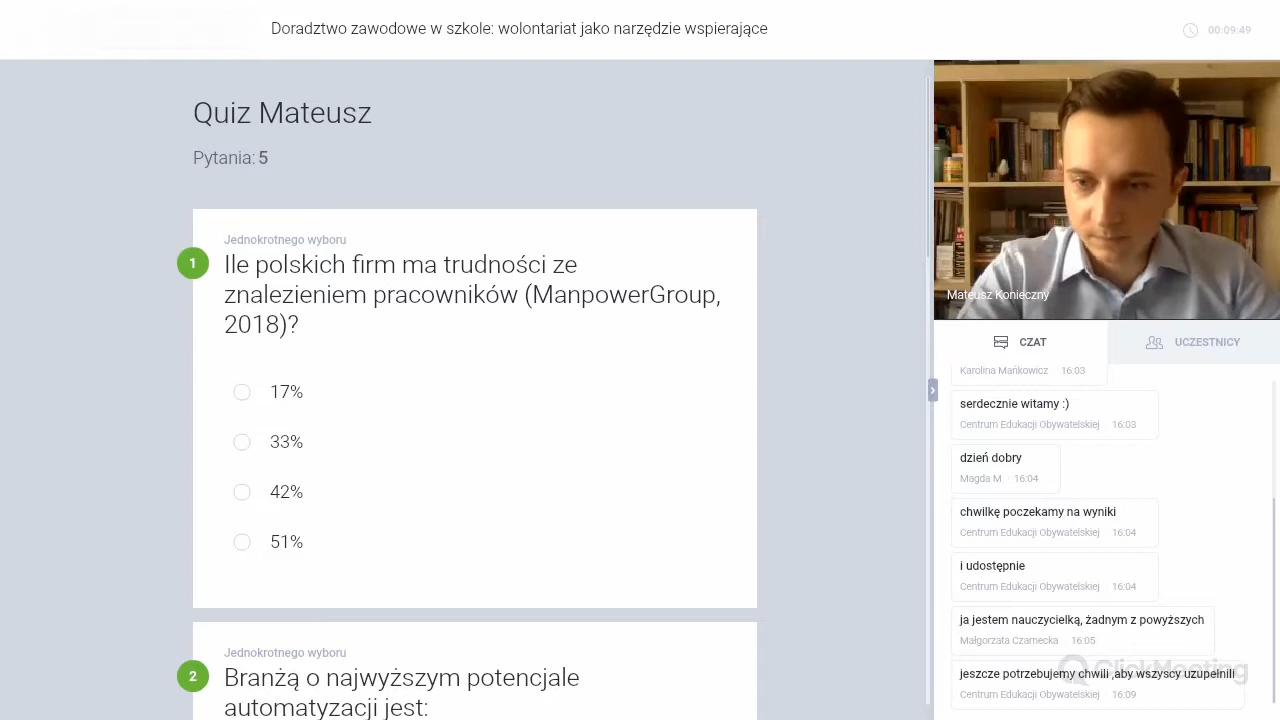 Doradztwo zawodowe w szkole: wolontariat jako narzędzie wspierające
00:09:49
Quiz Mateusz
Pytania: 5
Jednokrotnego wyboru
1
Ile polskich firm ma trudności ze
znalezieniem pracowników (ManpowerGroup,
2018)?
17%
33%
42%
51%
Jednokrotnego wyboru
2
Branżą o najwyższym potencjale
automatyzacji jest:
Mateusz Konieczny
CZAT
UCZESTNICY
Karolina Mańkowicz 16:03
serdecznie witamy :)
Centrum Edukacji Obywatelskiej 16:03
dzień dobry
Magda M 16:04
chwilkę poczekamy na wyniki
Centrum Edukacji Obywatelskiej 16:04
i udostępnie
Centrum Edukacji Obywatelskiej 16:04
ja jestem nauczycielką, żadnym z powyższych
Małgorzata Czarnecka 16:05
jeszcze potrzebujemy chwili ,aby wszyscy uzupełnili
Centrum Edukacji Obywatelskiej 16:09
ClickMeeting